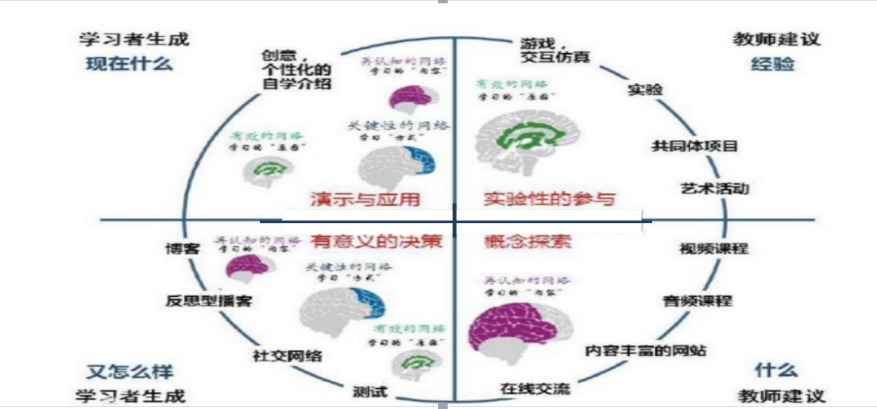 学习者生成
现在什么
创意，
个性化的
自学介绍
再认知的网络
学习的“内容”
有效的网络
学习的“原因”
关键性的网络
学习“方式”
演示与应用
游戏，
交互仿真
教师建议
经验
有效的网络
学习的“原因”
实验
共同体项目
艺术活动
实验性的参与
博客
再认知的网络
学习的“内容”
有意义的决策
关键性的网络
学习“方式”
反思型播客
有效的网络
学习的“原因”
社交网络
测试
又怎么样
学习者生成
概念探索
再认知的网络
学习的“内容”
视频课程
音频课程
内容丰富的网站
在线交流
什么
教师建议